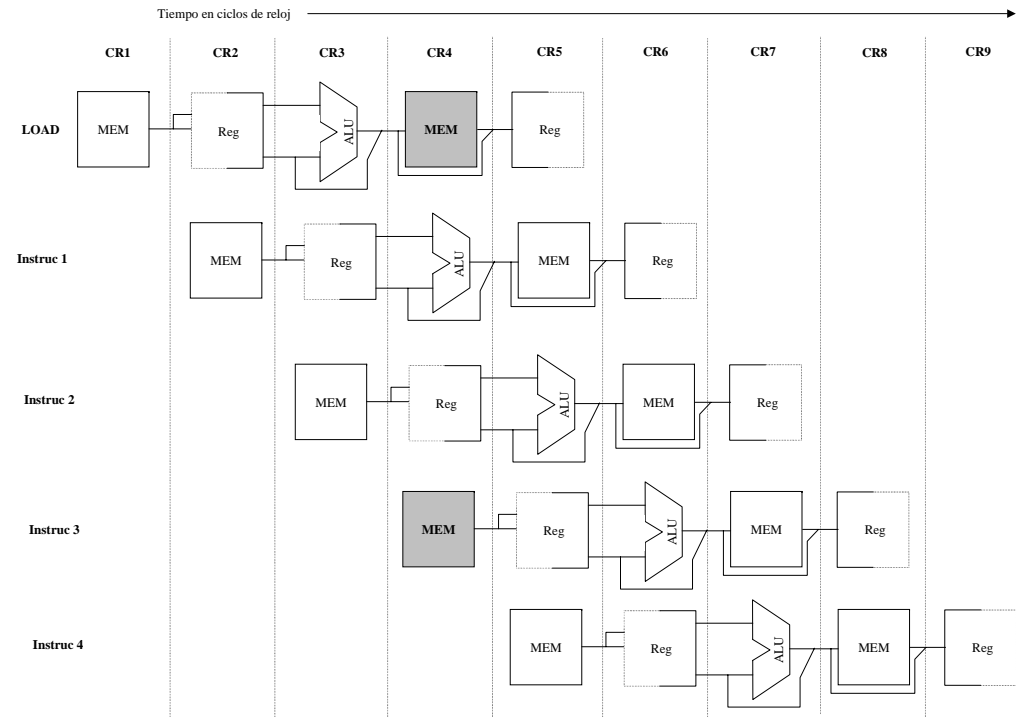 Tiempo en ciclos de reloj
CR1 CR2 CR3 CR4 CR5 CR6 CR7 CR8 CR9
LOAD MEM Reg ALU MEM Reg
Instruc 1 MEM Reg ALU MEM Reg
Instruc 2 MEM Reg ALU MEM Reg
Instruc 3 MEM Reg ALU MEM Reg
Instruc 4 MEM Reg ALU MEM Reg